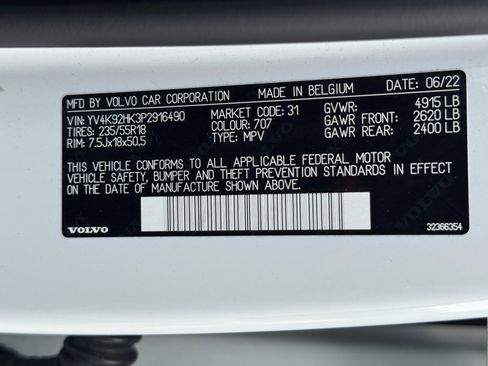 MFD BY VOLVO CAR CORPORATION MADE IN BELGIUM DATE: 06/22
VIN: YV4K92HK3P2916490 MARKET CODE: 31 GVWR: 4915 LB
TIRES: 235/55R18 COLOUR: 707 GAWR FRONT: 2620 LB
RIM: 7.5Jx18x50.5 TYPE: MPV GAWR REAR: 2400 LB
THIS VEHICLE CONFORMS TO ALL APPLICABLE FEDERAL MOTOR
VEHICLE SAFETY, BUMPER AND THEFT PREVENTION STANDARDS IN EFFECT
ON THE DATE OF MANUFACTURE SHOWN ABOVE.
VOLVO 32366354